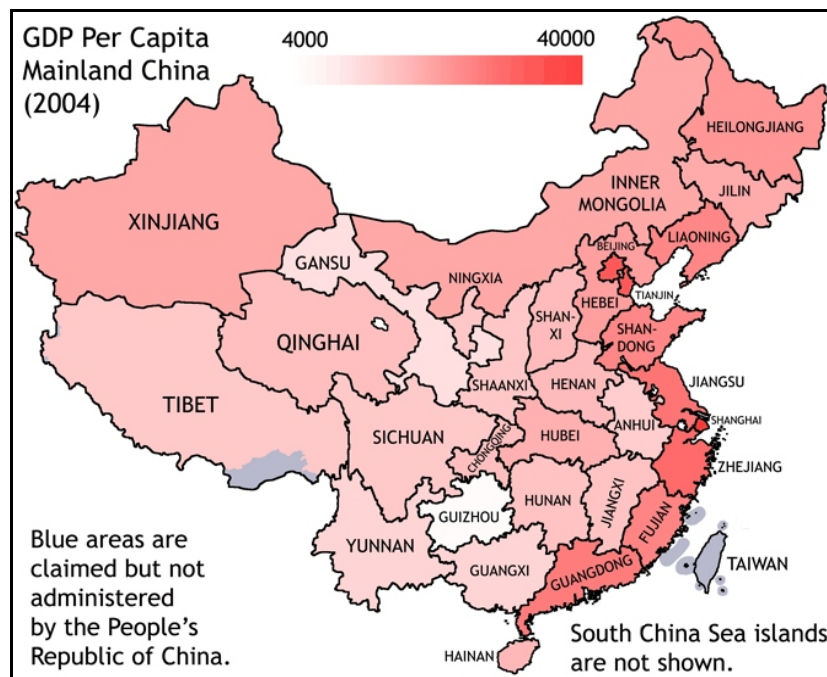 GDP Per Capita
Mainland China
(2004)
4000
40000
HEILONGJIANG
JILIN
INNER
MONGOLIA
LIAONING
BEIJING
XINJIANG
GANSU
NINGXIA
TIANJIN
HEBEI
SHAN-
XI
SHAN-
DONG
QINGHAI
SHAANXI
HENAN
JIANGSU
TIBET
SICHUAN
CHONGQING
HUBEI
ANHUI
SHANGHAI
ZHEJIANG
GUIZHOU
HUNAN
JIANGXI
FUJIAN
YUNNAN
GUANGXI
GUANGDONG
TAIWAN
HAINAN
Blue areas are
claimed but not
administered
by the People's
Republic of China.
South China Sea islands
are not shown.